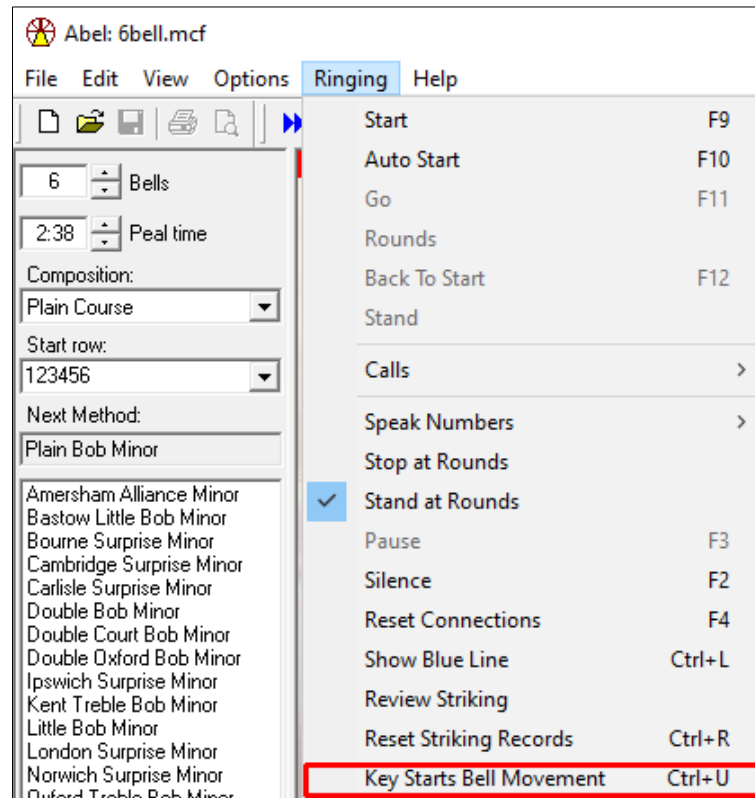 Abel: 6bell.mcf
File Edit View Options Ringing Help
6 Bells
2:38 Peal time
Composition:
Plain Course
Start row:
123456
Next Method:
Plain Bob Minor
Amersham Alliance Minor
Bastow Little Bob Minor
Bourne Surprise Minor
Cambridge Surprise Minor
Carlisle Surprise Minor
Double Bob Minor
Double Court Bob Minor
Double Oxford Bob Minor
Ipswich Surprise Minor
Kent Treble Bob Minor
Little Bob Minor
London Surprise Minor
Norwich Surprise Minor
Oxford Treble Bob Minor
Start F9
Auto Start F10
Go F11
Rounds
Back To Start F12
Stand
Calls
Speak Numbers
Stop at Rounds
Stand at Rounds
Pause F3
Silence F2
Reset Connections F4
Show Blue Line Ctrl+L
Review Striking
Reset Striking Records Ctrl+R
Key Starts Bell Movement Ctrl+U